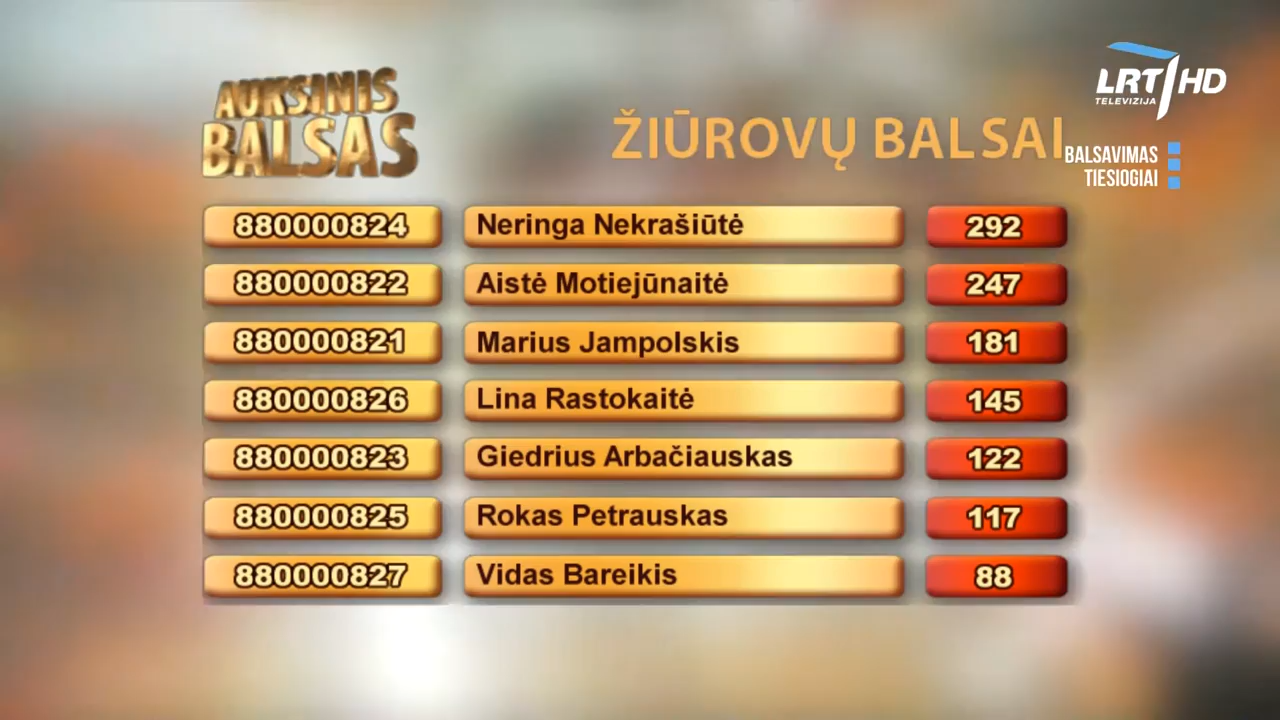 AUKSINIS
BALSAS
ŽIŪROVŲ BALSAI
LRT HD
TELEVIZIJA
BALSAVIMAS
TIESIOGIAI
880000824 Neringa Nekrašiūtė 292
880000822 Aistė Motiejūnaitė 247
880000821 Marius Jampolskis 181
880000826 Lina Rastokaitė 145
880000823 Giedrius Arbačiauskas 122
880000825 Rokas Petrauskas 117
880000827 Vidas Bareikis 88